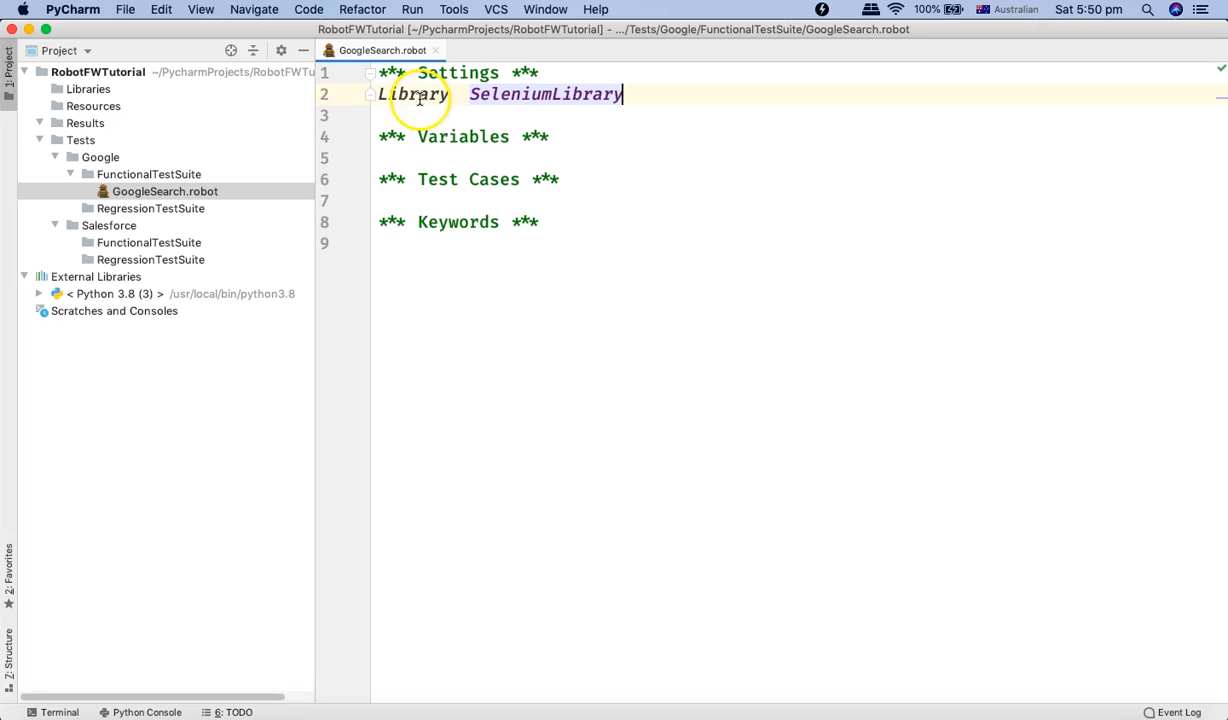 PyCharm File Edit View Navigate Code Refactor Run Tools VCS Window Help 100% Australian Sat 5:50 pm
RobotFWTutorial [~/PycharmProjects/RobotFWTutorial] - .../Tests/Google/FunctionalTestSuite/GoogleSearch.robot
Project
GoogleSearch.robot
1: Project
RobotFWTutorial ~/PycharmProjects/RobotFWTu
Libraries
Resources
Results
Tests
Google
FunctionalTestSuite
GoogleSearch.robot
RegressionTestSuite
Salesforce
FunctionalTestSuite
RegressionTestSuite
External Libraries
< Python 3.8 (3) > /usr/local/bin/python3.8
Scratches and Consoles
1 *** Settings ***
2 Library SeleniumLibrary
3
4 *** Variables ***
5
6 *** Test Cases ***
7
8 *** Keywords ***
9
2: Favorites
Z: Structure
Terminal Python Console 6: TODO Event Log